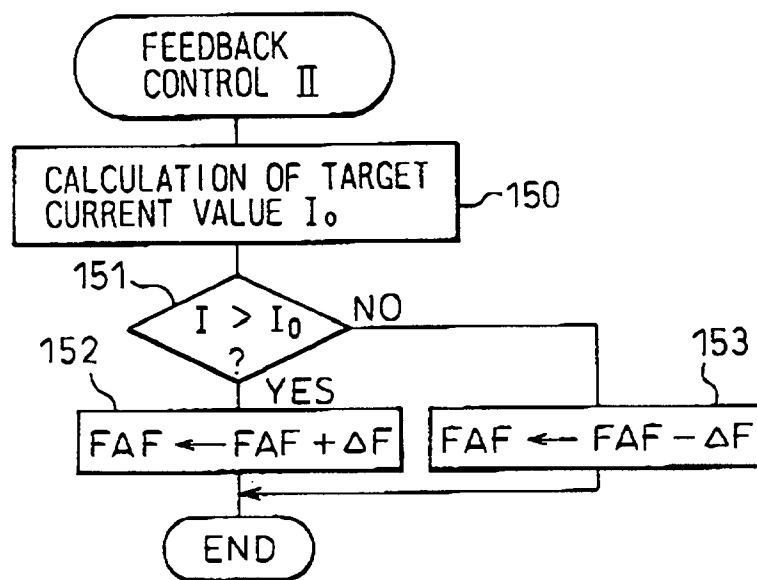 FEEDBACK
CONTROL II
CALCULATION OF TARGET
CURRENT VALUE I₀
150
151
I > I₀
?
NO
YES
152
FAF ← FAF + ΔF
153
FAF ← FAF − ΔF
END